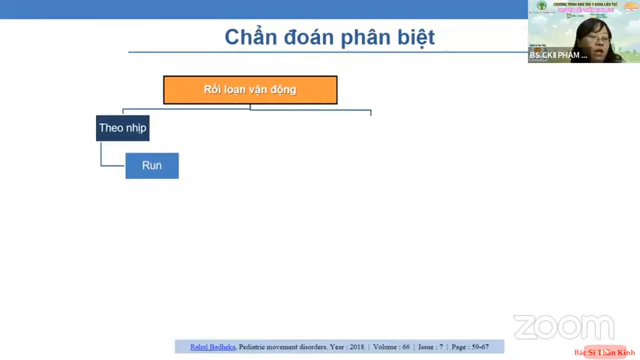 Chẩn đoán phân biệt
BS.CKII PHẠM ...
Rối loạn vận động
Theo nhịp
Run
zoom
Rahul Badheka, Pediatric movement disorders. Year : 2018 | Volume : 66 | Issue : 7 | Page : 59-67
Bác Sĩ Thần Kinh